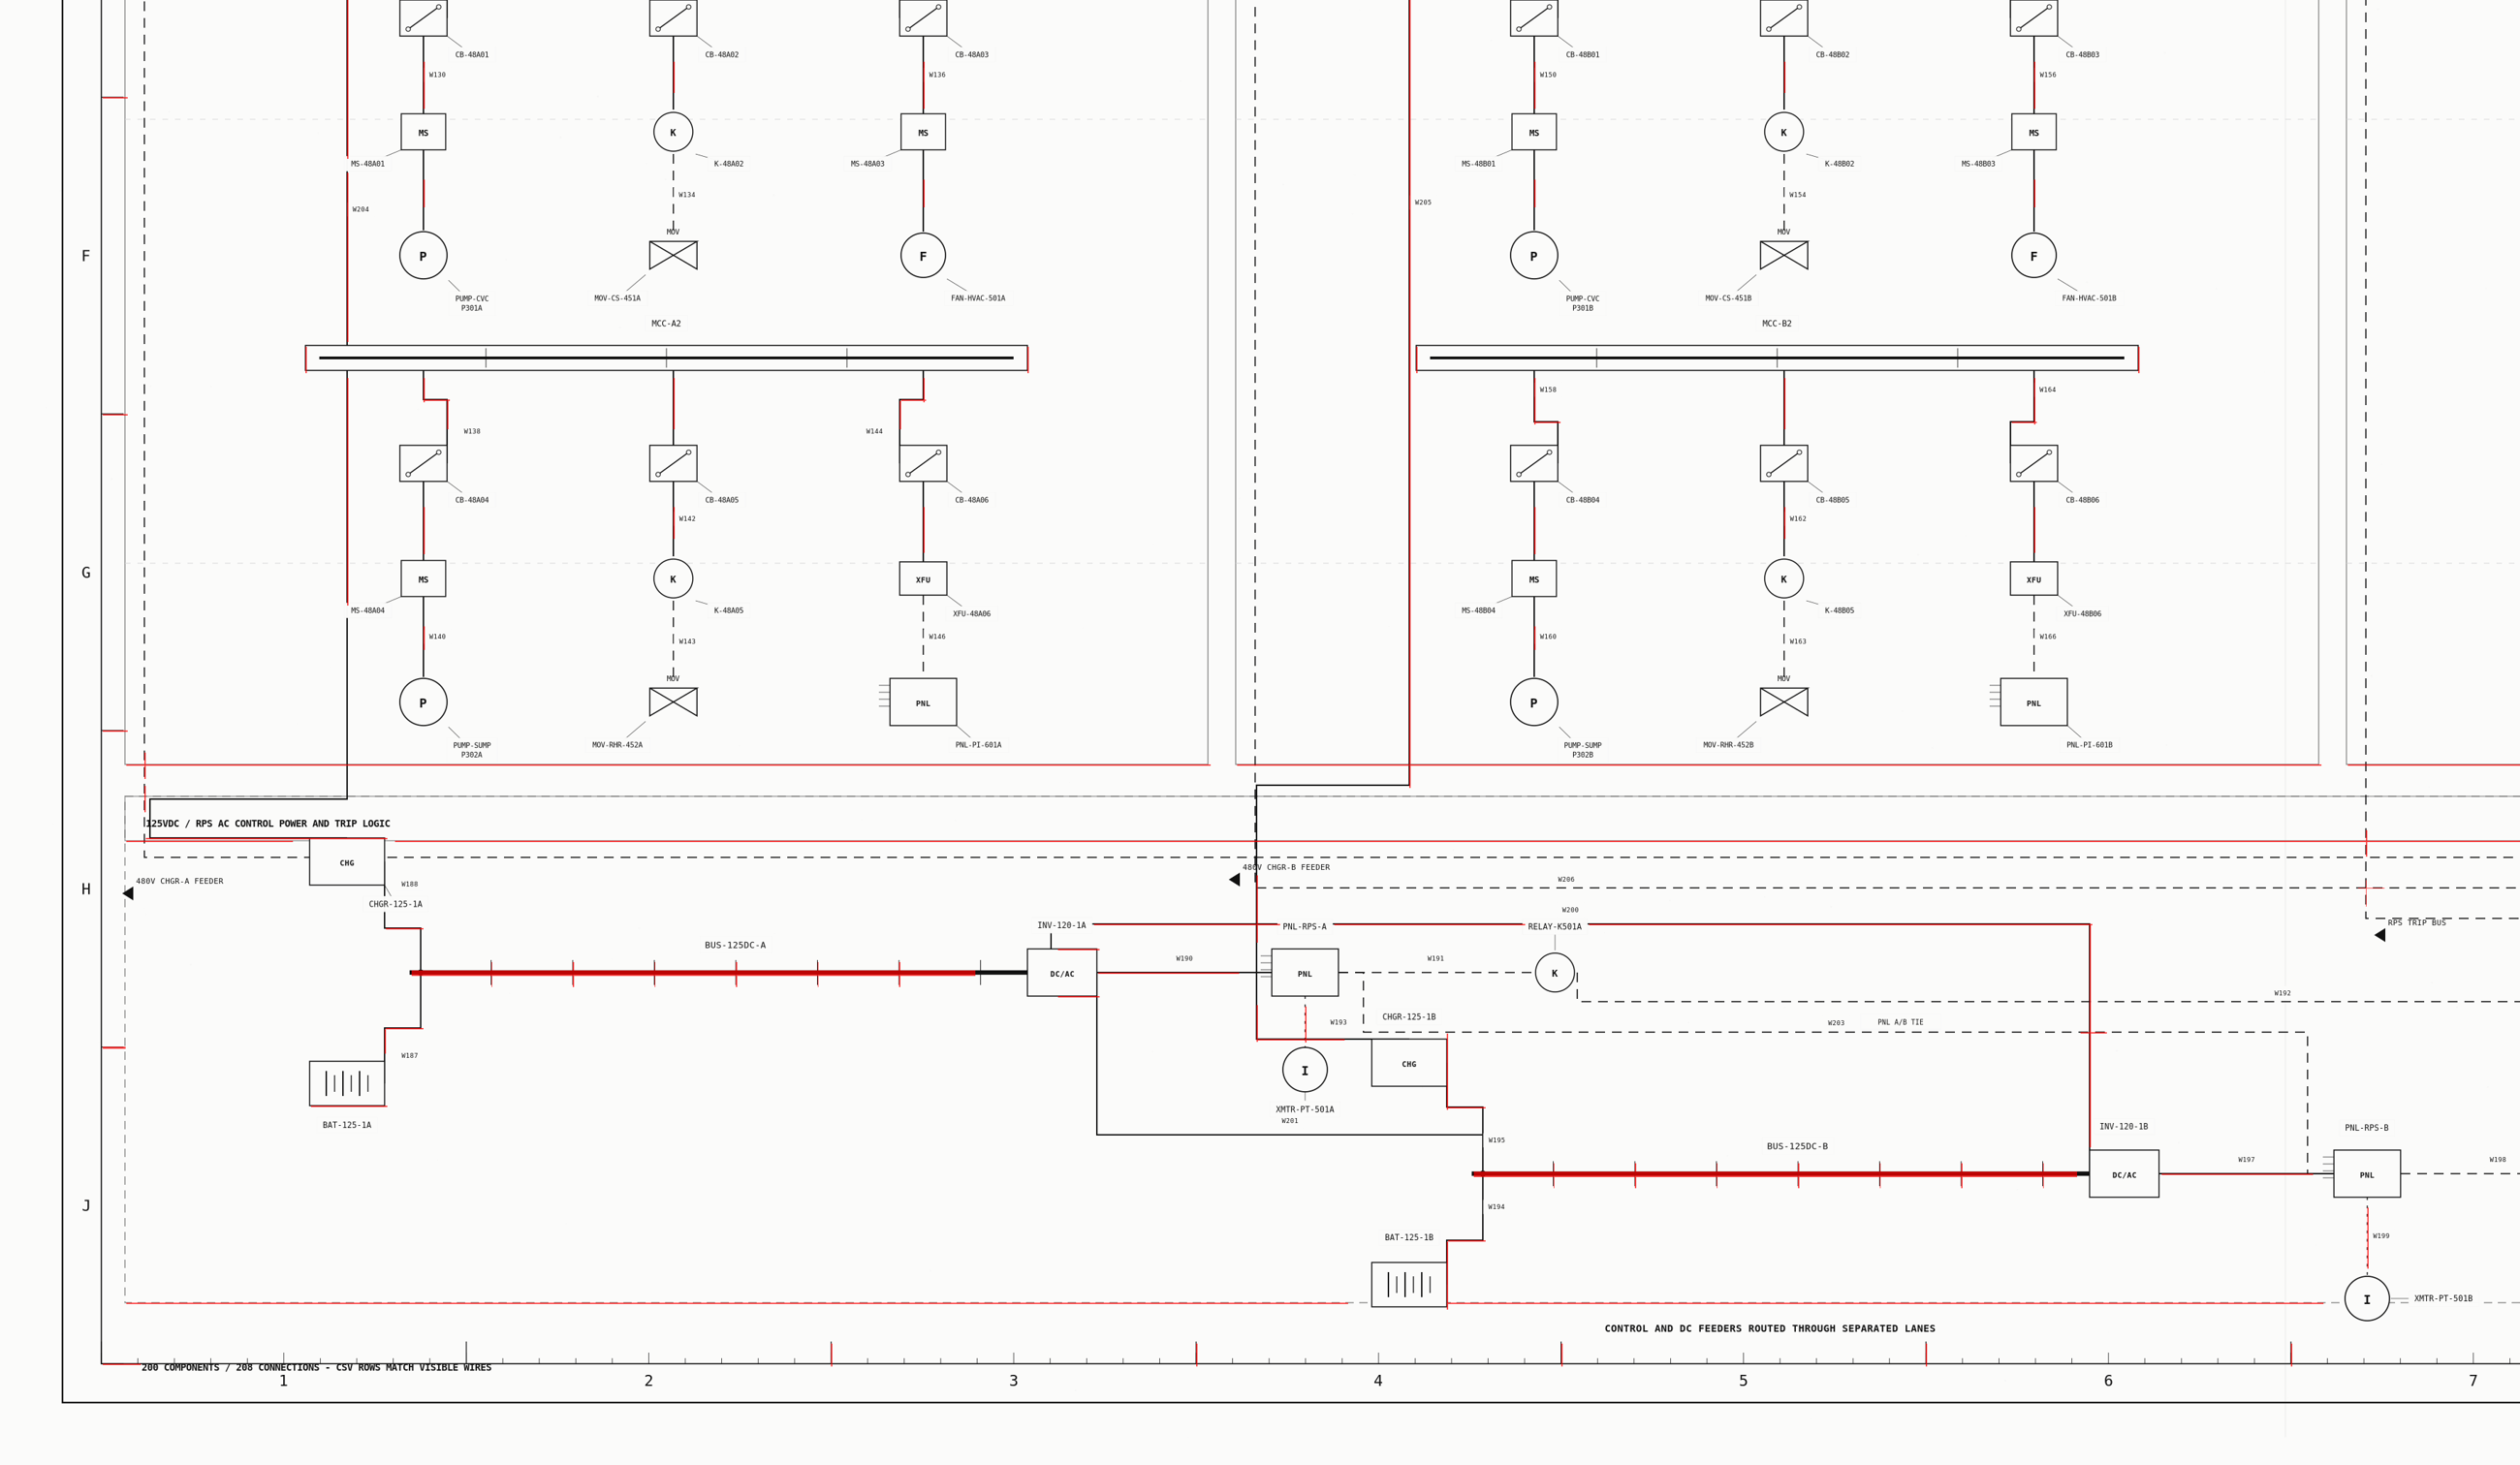 CB-48A01
CB-48A02
CB-48A03
CB-48B01
CB-48B02
CB-48B03
W130
W136
W150
W156
MS
K
MS
MS
K
MS
MS-48A01
K-48A02
MS-48A03
MS-48B01
K-48B02
MS-48B03
W134
W154
W204
W205
MOV
MOV
F
P
F
P
F
PUMP-CVC
P301A
MOV-CS-451A
FAN-HVAC-501A
PUMP-CVC
P301B
MOV-CS-451B
FAN-HVAC-501B
MCC-A2
MCC-B2
W158
W164
W138
W144
CB-48A04
CB-48A05
CB-48A06
CB-48B04
CB-48B05
CB-48B06
W142
W162
G
MS
K
XFU
MS
K
XFU
MS-48A04
K-48A05
XFU-48A06
MS-48B04
K-48B05
XFU-48B06
W140
W143
W146
W160
W163
W166
MOV
MOV
P
PNL
P
PNL
PUMP-SUMP
P302A
MOV-RHR-452A
PNL-PI-601A
PUMP-SUMP
P302B
MOV-RHR-452B
PNL-PI-601B
125VDC / RPS AC CONTROL POWER AND TRIP LOGIC
CHG
480V CHGR-B FEEDER
H
480V CHGR-A FEEDER
W188
W206
CHGR-125-1A
W200
INV-120-1A
PNL-RPS-A
RELAY-K501A
RPS TRIP BUS
BUS-125DC-A
W190
W191
DC/AC
PNL
K
W192
CHGR-125-1B
W193
W203
PNL A/B TIE
W187
I
CHG
XMTR-PT-501A
W201
BAT-125-1A
INV-120-1B
PNL-RPS-B
W195
BUS-125DC-B
W197
W198
DC/AC
PNL
J
W194
BAT-125-1B
W199
I
XMTR-PT-501B
CONTROL AND DC FEEDERS ROUTED THROUGH SEPARATED LANES
200 COMPONENTS / 208 CONNECTIONS - CSV ROWS MATCH VISIBLE WIRES
1
2
3
4
5
6
7